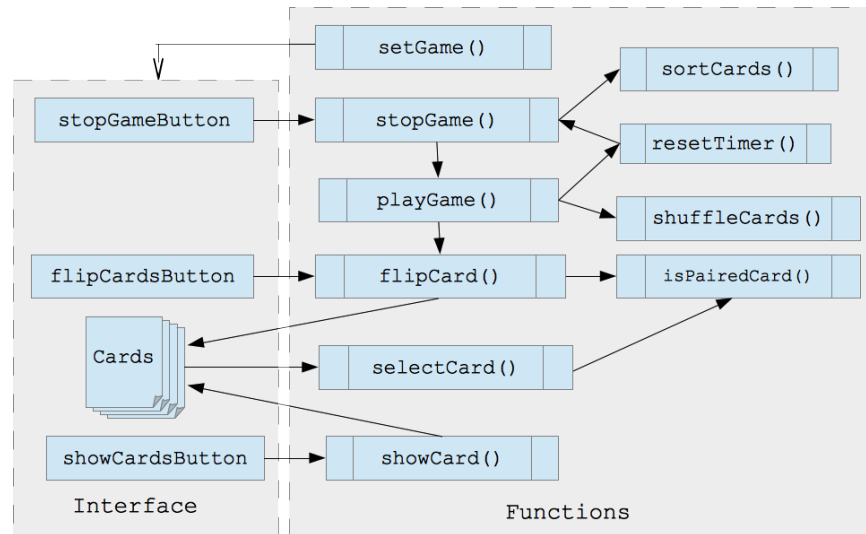 setGame()
sortCards()
stopGameButton
stopGame()
resetTimer()
playGame()
shuffleCards()
flipCardsButton
flipCard()
isPairedCard()
Cards
selectCard()
showCardsButton
showCard()
Interface
Functions